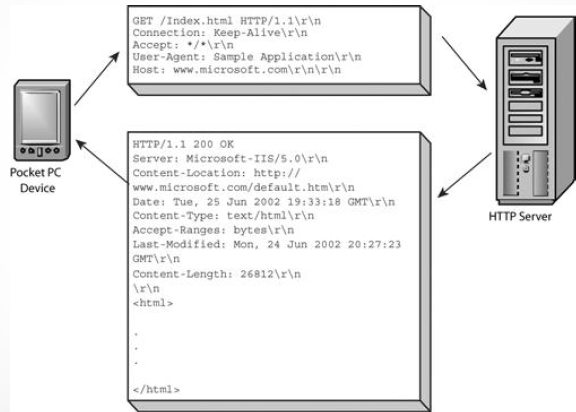 GET /Index.html HTTP/1.1\r\n
Connection: Keep-Alive\r\n
Accept: */*\r\n
User-Agent: Sample Application\r\n
Host: www.microsoft.com\r\n\r\n
Pocket PC
Device
HTTP/1.1 200 OK
Server: Microsoft-IIS/5.0\r\n
Content-Location: http://
www.microsoft.com/default.htm\r\n
Date: Tue, 25 Jun 2002 19:33:18 GMT\r\n
Content-Type: text/html\r\n
Accept-Ranges: bytes\r\n
Last-Modified: Mon, 24 Jun 2002 20:27:23
GMT\r\n
Content-Length: 26812\r\n
\r\n
<html>
.
.
.
</html>
HTTP Server